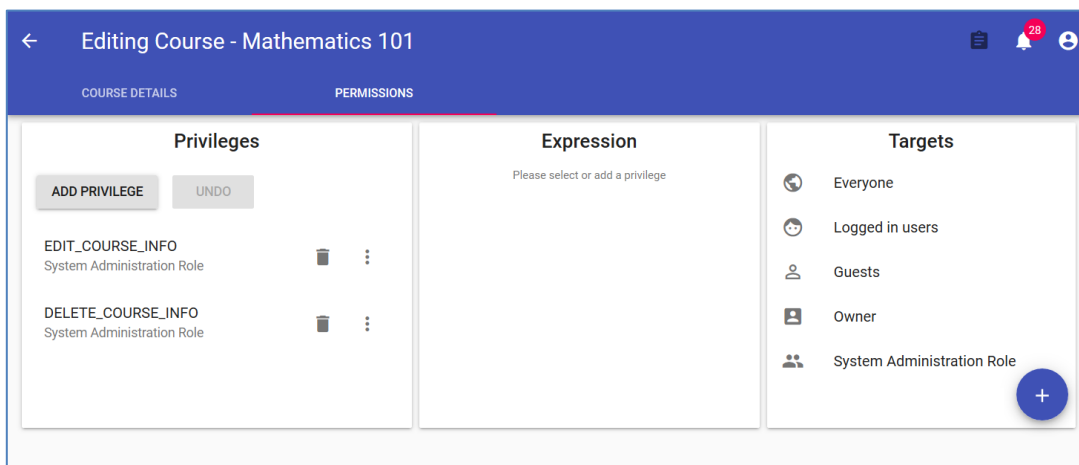 Editing Course - Mathematics 101
28
COURSE DETAILS
PERMISSIONS
Privileges
ADD PRIVILEGE
UNDO
EDIT_COURSE_INFO
System Administration Role
DELETE_COURSE_INFO
System Administration Role
Expression
Please select or add a privilege
Targets
Everyone
Logged in users
Guests
Owner
System Administration Role